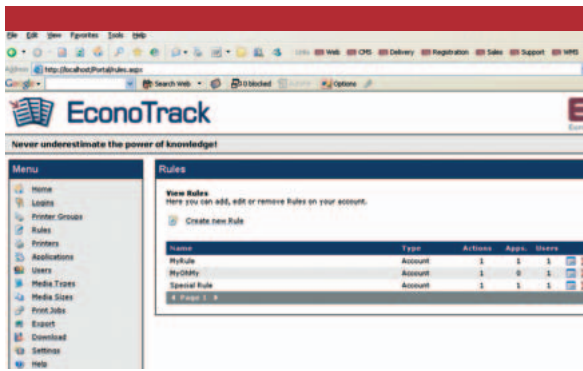 File Edit View Favorites Tools Help
Links Web CMS Delivery Registration Sales Support WMS
Address http://localhost/Portal/rules.aspx
Google Search Web 0 blocked Options
EconoTrack
Never underestimate the power of knowledge!
Menu
Home
Logins
Printer Groups
Rules
Printers
Applications
Users
Media Types
Media Sizes
Print Jobs
Export
Download
Settings
Help
Rules
View Rules
Here you can add, edit or remove Rules on your account.
Create new Rule
Name Type Actions Apps. Users
MyRule Account 1 1 1
MyOhMy Account 1 0 1
Special Rule Account 1 1 1
Page 1